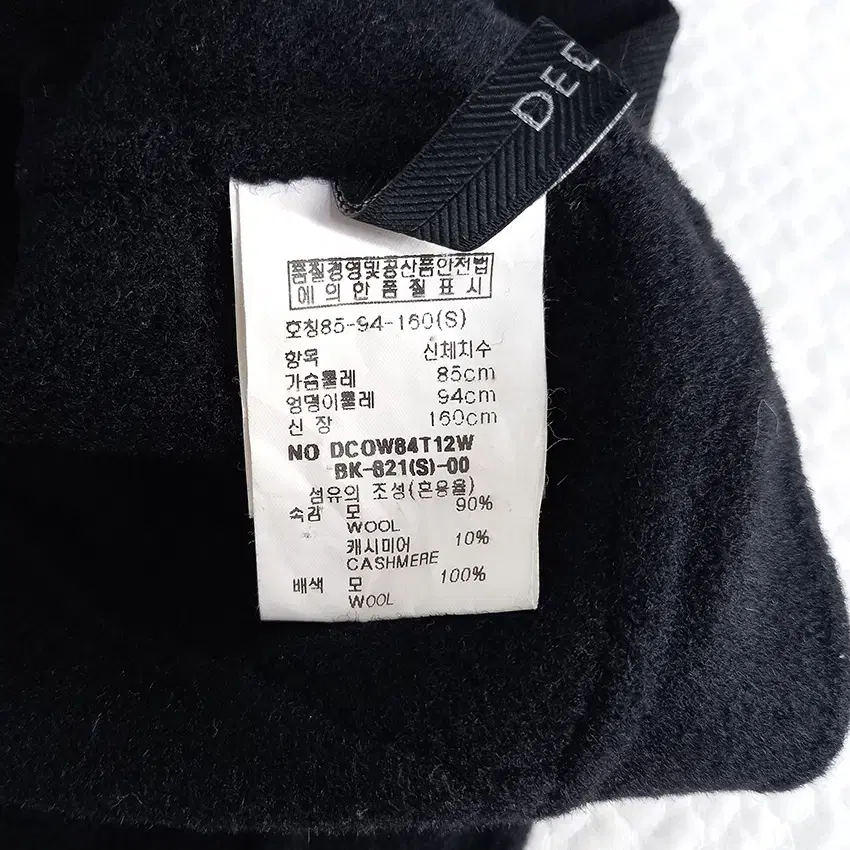 DEE
품질경영및공산품안전법
에 의 한 품 질 표 시
호칭85-94-160(S)
항목 신체치수
가슴둘레 85cm
엉덩이둘레 94cm
신 장 160cm
NO DCOW84T12W
BK-821(S)-00
섬유의 조성(혼용율)
속감 모 90%
WOOL
캐시미어 10%
CASHMERE
배색 모 100%
WOOL